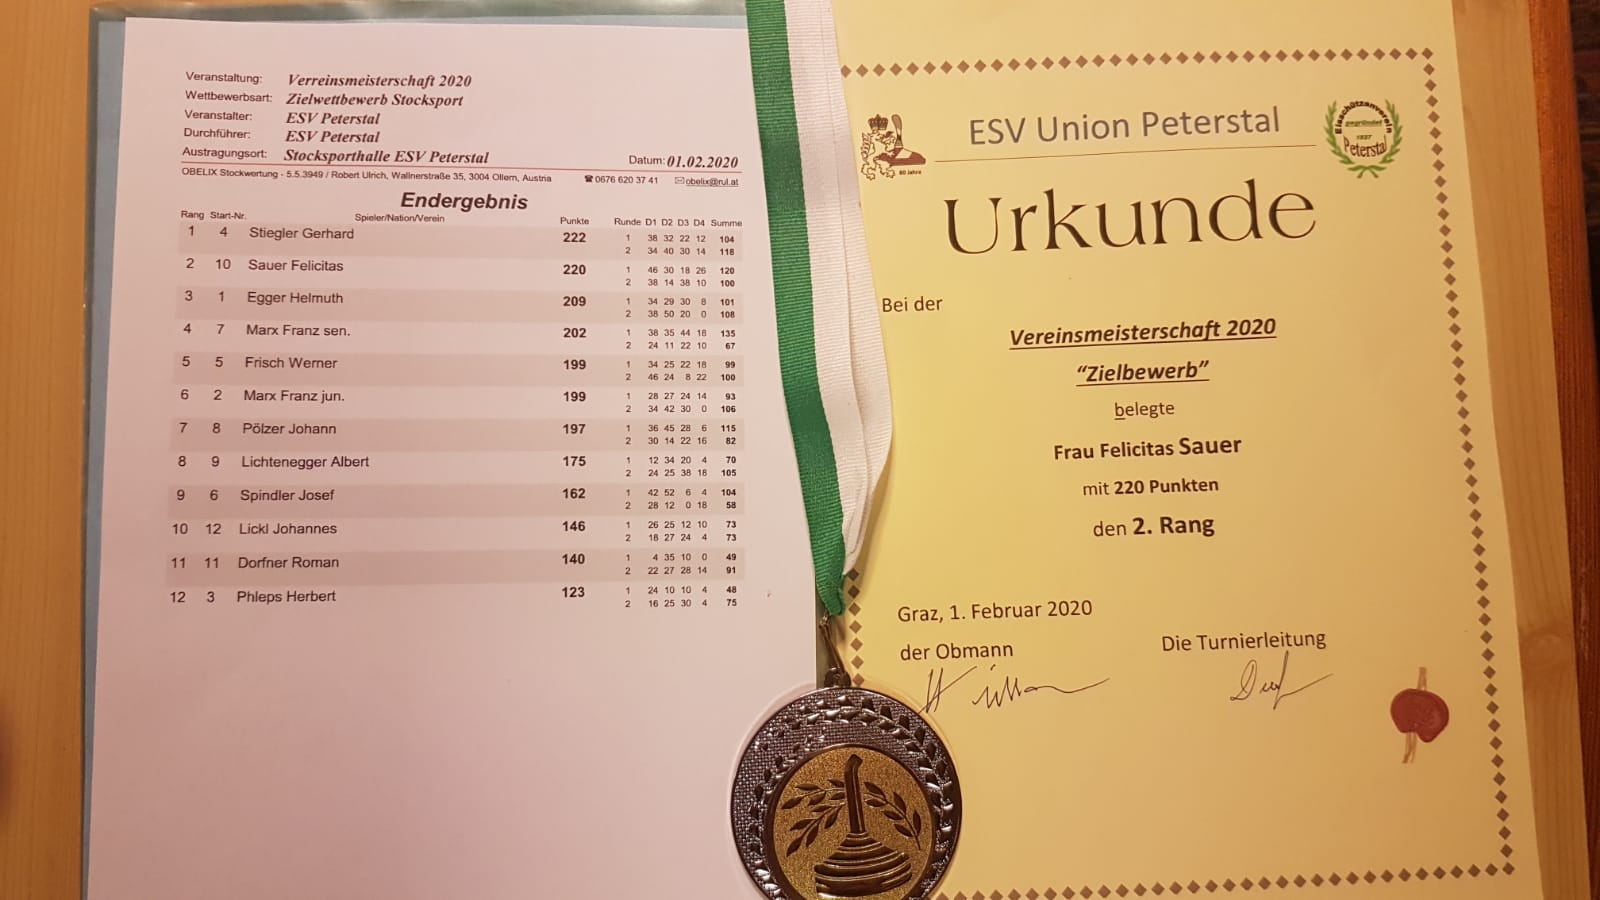 Veranstaltung: Verreinsmeisterschaft 2020
Wettbewerbsart: Zielwettbewerb Stocksport
Veranstalter: ESV Peterstal
Durchführer: ESV Peterstal
Austragungsort: Stocksporthalle ESV Peterstal Datum: 01.02.2020
OBELIX Stockwertung - 5.5.3949 / Robert Ulrich, Wallnerstraße 35, 3004 Ollern, Austria ☎0676 620 37 41 ✉obelix@rul.at
Endergebnis
Rang Start-Nr. Spieler/Nation/Verein Punkte Runde D1 D2 D3 D4 Summe
1 4 Stiegler Gerhard 222 1 38 32 22 12 104
2 34 40 30 14 118
2 10 Sauer Felicitas 220 1 46 30 18 26 120
2 38 14 38 10 100
3 1 Egger Helmuth 209 1 34 29 30 8 101
2 38 50 20 0 108
4 7 Marx Franz sen. 202 1 38 35 44 18 135
2 24 11 22 10 67
5 5 Frisch Werner 199 1 34 25 22 18 99
2 46 24 8 22 100
6 2 Marx Franz jun. 199 1 28 27 24 14 93
2 34 42 30 0 106
7 8 Pölzer Johann 197 1 36 45 28 6 115
2 30 14 22 16 82
8 9 Lichtenegger Albert 175 1 12 34 20 4 70
2 24 25 38 18 105
9 6 Spindler Josef 162 1 42 52 6 4 104
2 28 12 0 18 58
10 12 Lickl Johannes 146 1 26 25 12 10 73
2 18 27 24 4 73
11 11 Dorfner Roman 140 1 4 35 10 0 49
2 22 27 28 14 91
12 3 Phleps Herbert 123 1 24 10 10 4 48
2 16 25 30 4 75
80 Jahre
ESV Union Peterstal
Eisschützenverein
gegründet
1937
Peterstal
Urkunde
Bei der
Vereinsmeisterschaft 2020
“Zielbewerb”
belegte
Frau Felicitas Sauer
mit 220 Punkten
den 2. Rang
Graz, 1. Februar 2020
der Obmann Die Turnierleitung